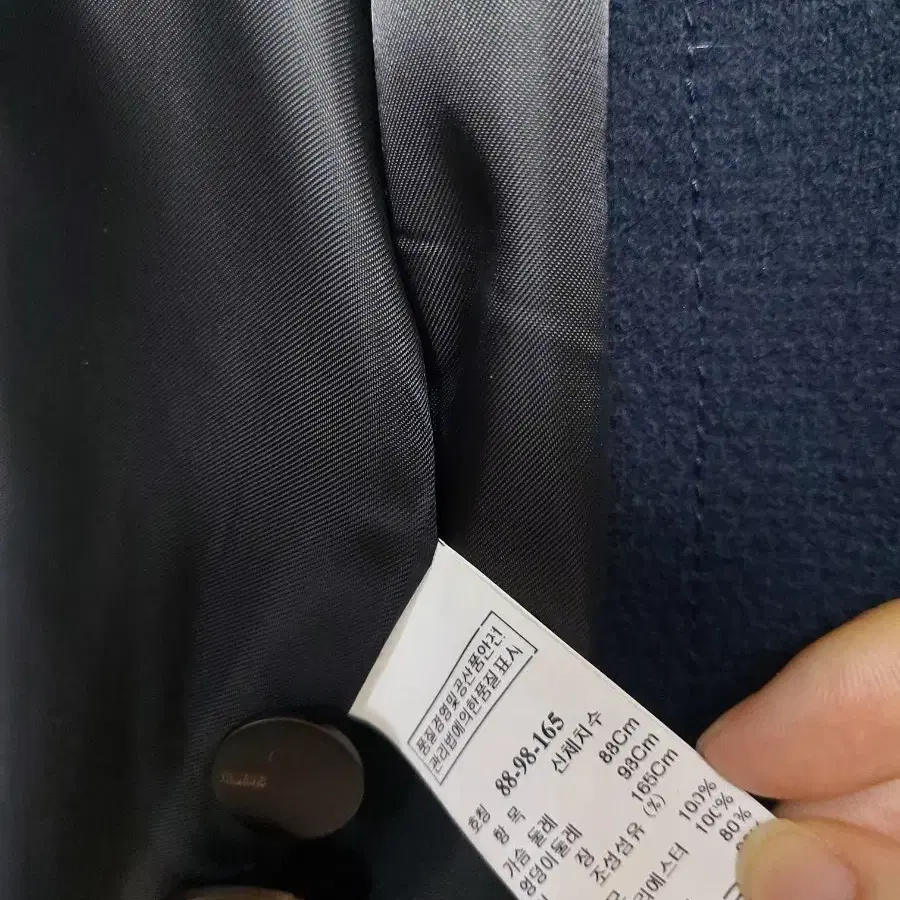 품질경영및공산품안전
관리법에의한품질표시
호칭 88-98-165
항 목 신체치수
가슴 둘레 88Cm
엉덩이둘레 98Cm
장 165Cm
조성섬유 (%)
100%
리에스터 100%
80%